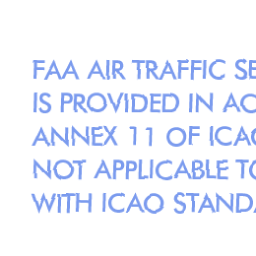 FAA AIR TRAFFIC SE
IS PROVIDED IN AC
ANNEX 11 OF ICAO
NOT APPLICABLE TO
WITH ICAO STANDA